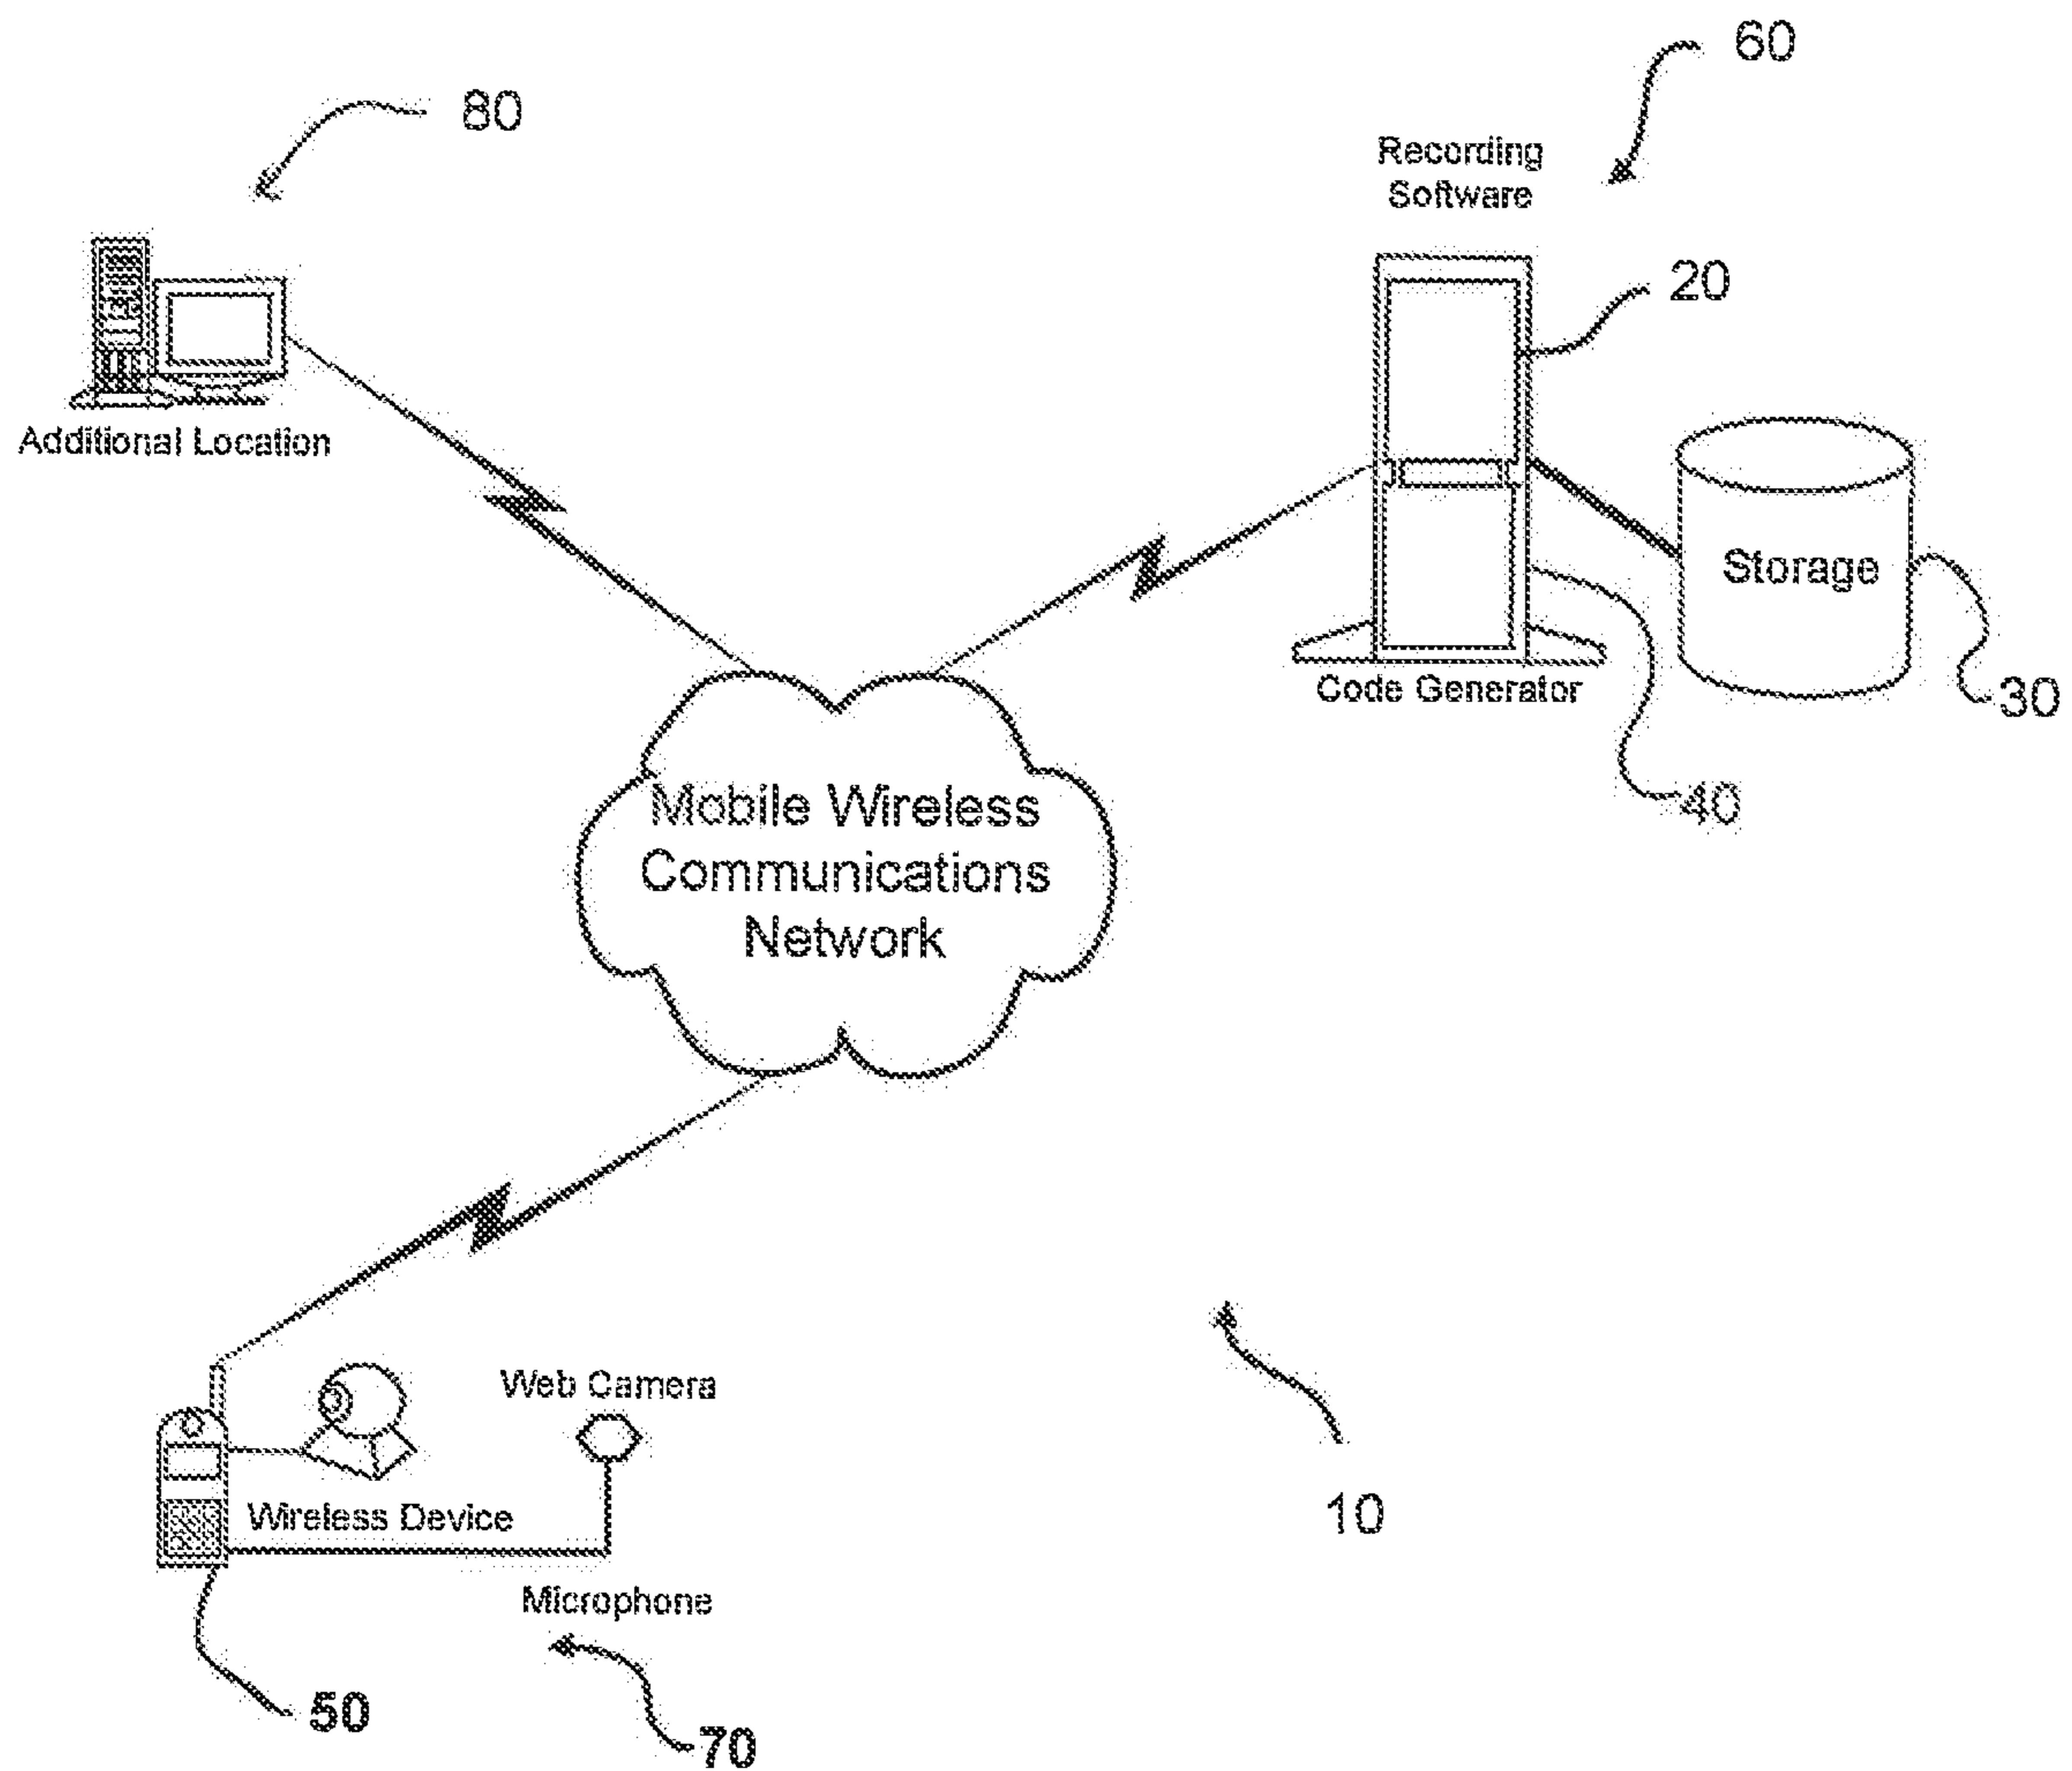 60
80
Recording
Software
20
Additional Location
Storage
Code Generator
30
40
Mobile Wireless
Communications
Network
Web Camera
Wireless Device
10
Microphone
50
70